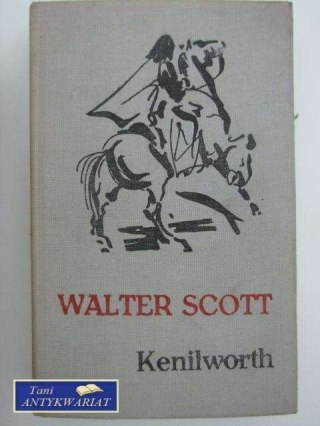 WALTER SCOTT
Kenilworth
Tani
ANTYKWARIAT